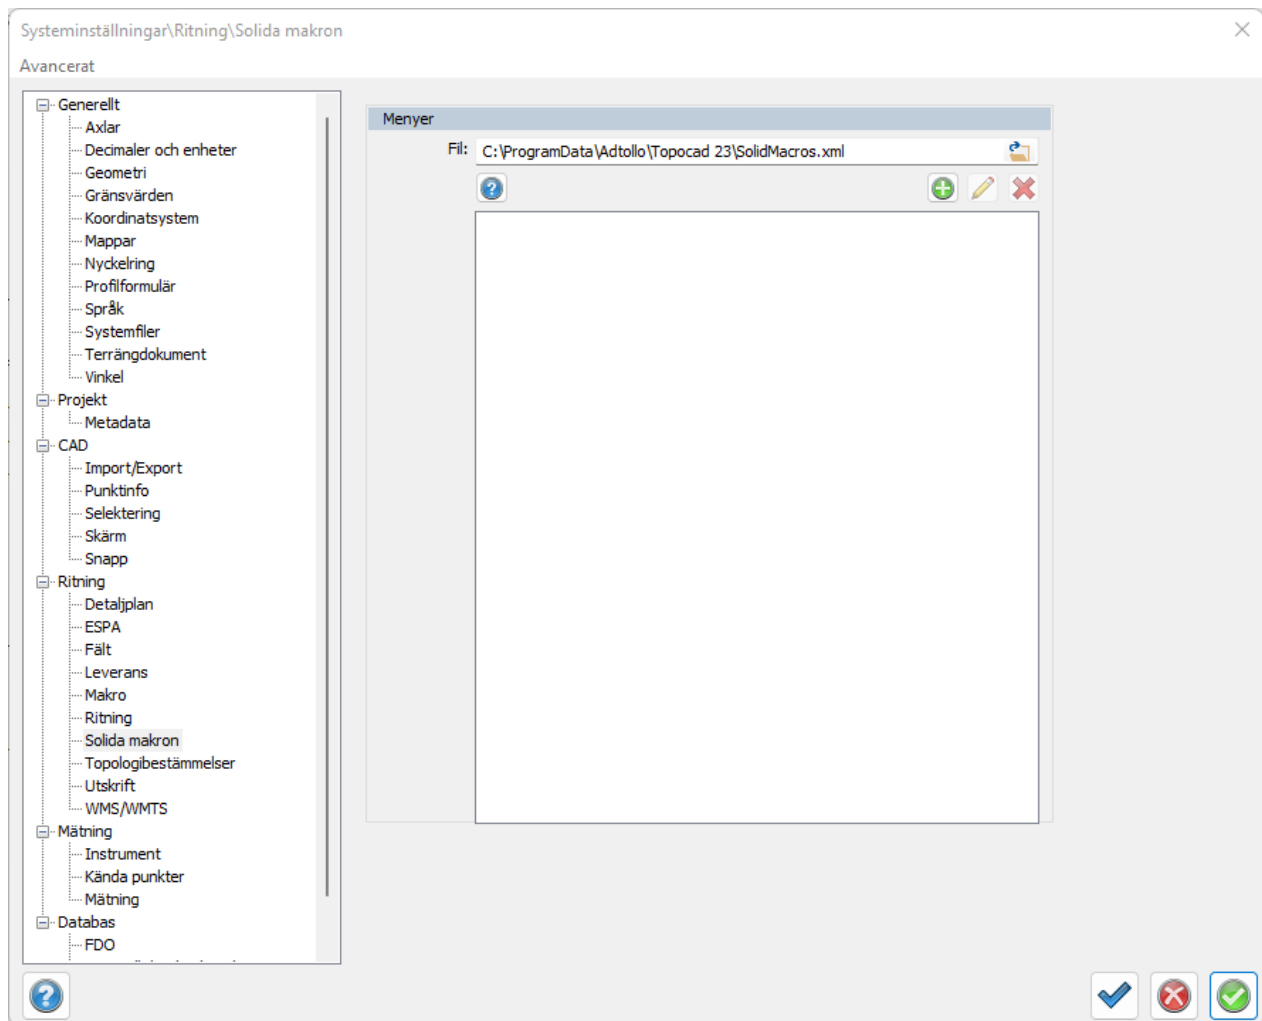 Systeminställningar\Ritning\Solida makron
Avancerat
Generellt
Axlar
Decimaler och enheter
Geometri
Gränsvärden
Koordinatsystem
Mappar
Nyckelring
Profilformulär
Språk
Systemfiler
Terrängdokument
Vinkel
Projekt
Metadata
CAD
Import/Export
Punktinfo
Selektering
Skärm
Snapp
Ritning
Detaljplan
ESPA
Fält
Leverans
Makro
Ritning
Solida makron
Topologibestämmelser
Utskrift
WMS/WMTS
Mätning
Instrument
Kända punkter
Mätning
Databas
FDO
Menyer
Fil: C:\ProgramData\Adtollo\Topocad 23\SolidMacros.xml